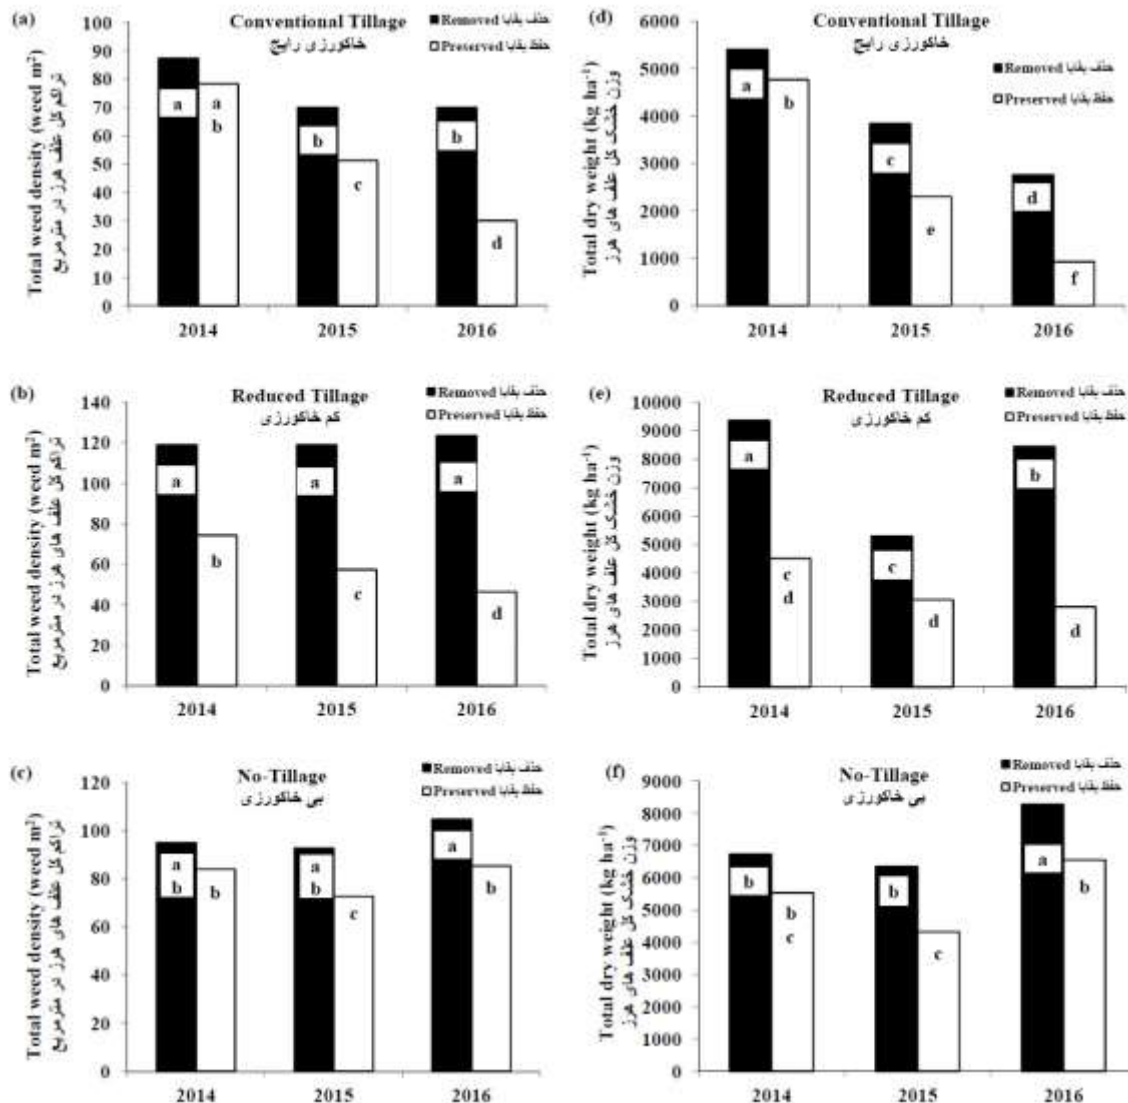 (a)
Conventional Tillage
خاکورزی رایج
■Removed حذف بقایا
□Preserved حفظ بقایا
Total weed density (weed m²)
تراکم کل علف هرز در مترمربع
100
90
80
70
60
50
40
30
20
10
0
a
a
b
b
c
b
d
2014
2015
2016
(d)
Conventional Tillage
خاکورزی رایج
■Removed حذف بقایا
□Preserved حفظ بقایا
Total dry weight (kg ha⁻¹)
وزن خشک کل علف های هرز
6000
5000
4000
3000
2000
1000
0
a
b
c
e
d
f
2014
2015
2016
(b)
Reduced Tillage
کم خاکورزی
■Removed حذف بقایا
□Preserved حفظ بقایا
Total weed density (weed m²)
تراکم کل علف های هرز در مترمربع
140
120
100
80
60
40
20
0
a
b
a
c
a
d
2014
2015
2016
(e)
Reduced Tillage
کم خاکورزی
■Removed حذف بقایا
□Preserved حفظ بقایا
Total dry weight (kg ha⁻¹)
وزن خشک کل علف های هرز
10000
9000
8000
7000
6000
5000
4000
3000
2000
1000
0
a
c
d
c
d
b
d
2014
2015
2016
(c)
No-Tillage
بی خاکورزی
■Removed حذف بقایا
□Preserved حفظ بقایا
Total weed density (weed m²)
تراکم کل علف های هرز در مترمربع
120
100
80
60
40
20
0
a
b
b
a
b
c
a
b
2014
2015
2016
(f)
No-Tillage
بی خاکورزی
■Removed حذف بقایا
□Preserved حفظ بقایا
Total dry weight (kg ha⁻¹)
وزن خشک کل علف های هرز
9000
8000
7000
6000
5000
4000
3000
2000
1000
0
b
b
c
b
c
a
b
2014
2015
2016